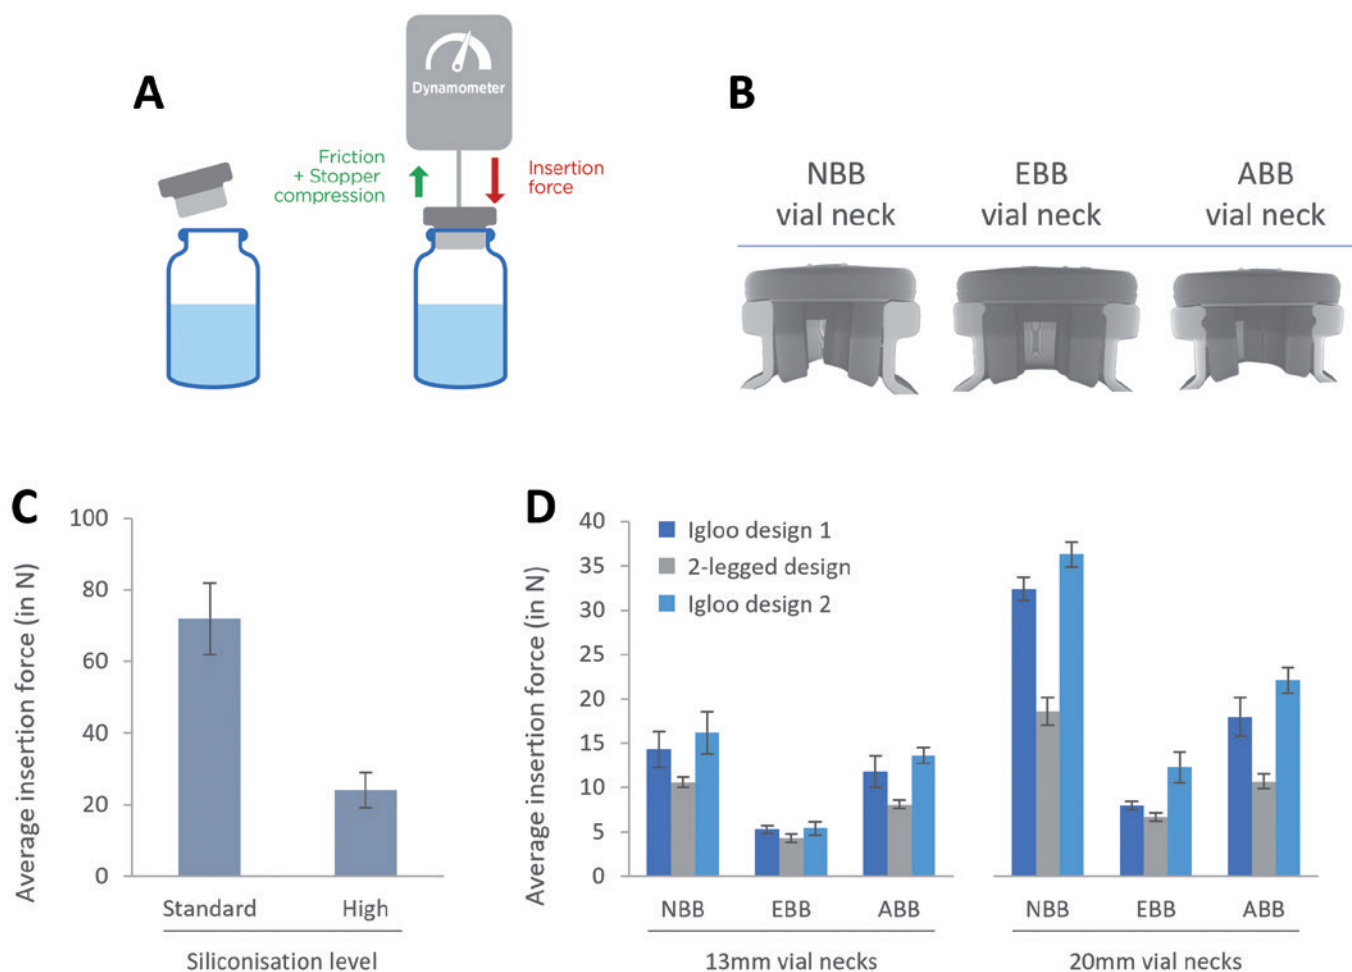 A
Dynamometer
Friction
+ Stopper
compression
Insertion
force
B
NBB
vial neck
EBB
vial neck
ABB
vial neck
C
Average insertion force (in N)
100
80
60
40
20
0
Standard
High
Siliconisation level
D
Average insertion force (in N)
40
35
30
25
20
15
10
5
0
Igloo design 1
2-legged design
Igloo design 2
NBB
EBB
ABB
13mm vial necks
NBB
EBB
ABB
20mm vial necks